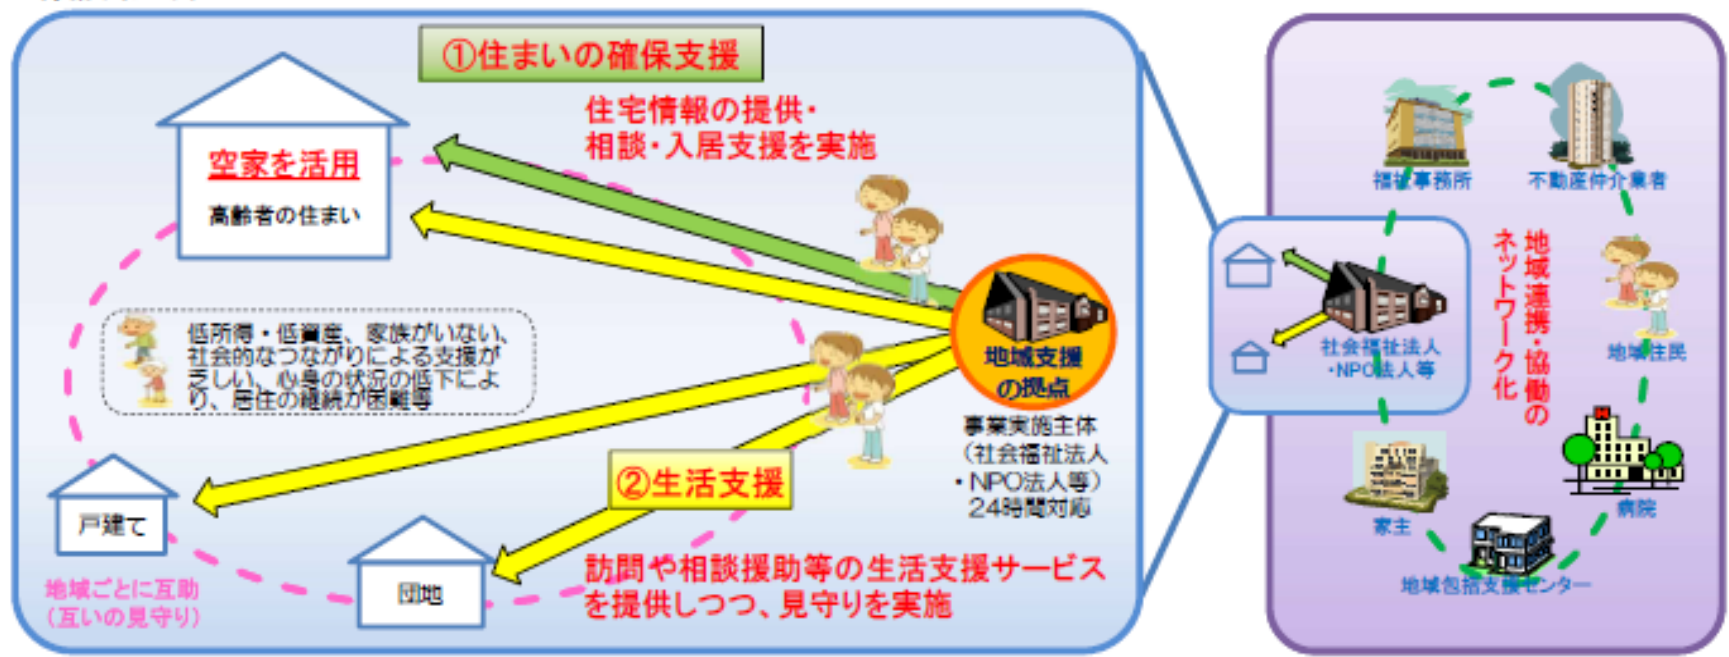 ①住まいの確保支援
住宅情報の提供・
相談・入居支援を実施
空家を活用
高齢者の住まい
低所得・低資産、家族がいない、
社会的なつながりによる支援が
乏しい、心身の状況の低下によ
り、居住の継続が困難等
地域支援
の拠点
事業実施主体
（社会福祉法人
・NPO法人等）
24時間対応
②生活支援
訪問や相談援助等の生活支援サービス
を提供しつつ、見守りを実施
戸建て
団地
地域ごとに互助
（互いの見守り）
福祉事務所
不動産仲介業者
地域連携・協働の
ネットワーク化
社会福祉法人
・NPO法人等
地域住民
病院
家主
地域包括支援センター